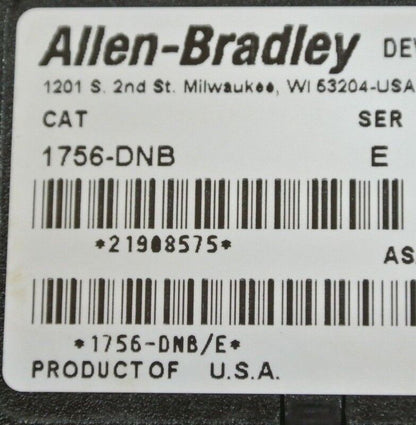 Allen-Bradley DEV
1201 S. 2nd St. Milwaukee, WI 53204-USA
CAT SER
1756-DNB E
*21908575*
AS
*1756-DNB/E*
PRODUCT OF U.S.A.